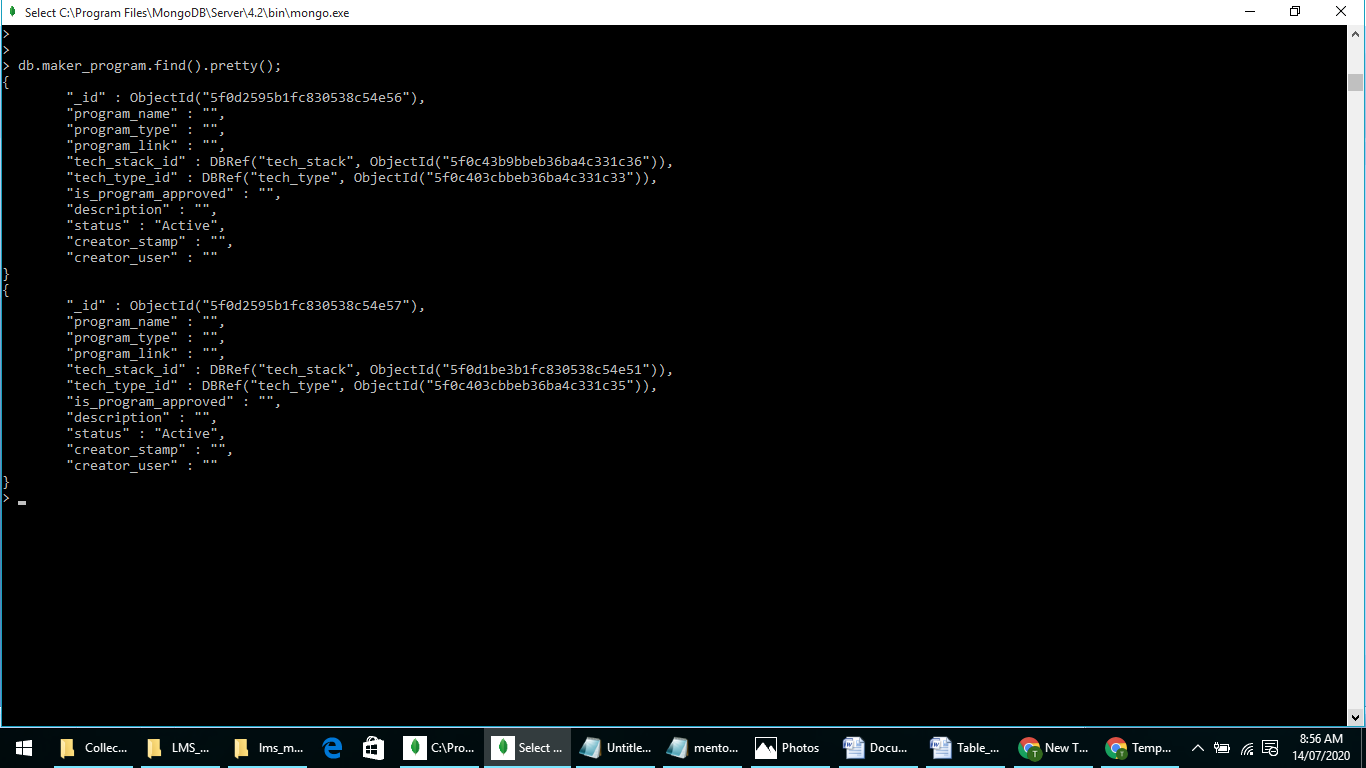 Select C:\Program Files\MongoDB\Server\4.2\bin\mongo.exe
>
>
> db.maker_program.find().pretty();
{
"_id" : ObjectId("5f0d2595b1fc830538c54e56"),
"program_name" : "",
"program_type" : "",
"program_link" : "",
"tech_stack_id" : DBRef("tech_stack", ObjectId("5f0c43b9bbeb36ba4c331c36")),
"tech_type_id" : DBRef("tech_type", ObjectId("5f0c403cbbeb36ba4c331c33")),
"is_program_approved" : "",
"description" : "",
"status" : "Active",
"creator_stamp" : "",
"creator_user" : ""
}
{
"_id" : ObjectId("5f0d2595b1fc830538c54e57"),
"program_name" : "",
"program_type" : "",
"program_link" : "",
"tech_stack_id" : DBRef("tech_stack", ObjectId("5f0d1be3b1fc830538c54e51")),
"tech_type_id" : DBRef("tech_type", ObjectId("5f0c403cbbeb36ba4c331c35")),
"is_program_approved" : "",
"description" : "",
"status" : "Active",
"creator_stamp" : "",
"creator_user" : ""
}
>
Collec... LMS_... lms_m... C:\Pro... Select ... Untitle... mento... Photos Docu... Table_... New T... Temp... 8:56 AM
14/07/2020